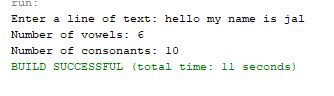 run:
Enter a line of text: hello my name is jal
Number of vowels: 6
Number of consonants: 10
BUILD SUCCESSFUL (total time: 11 seconds)